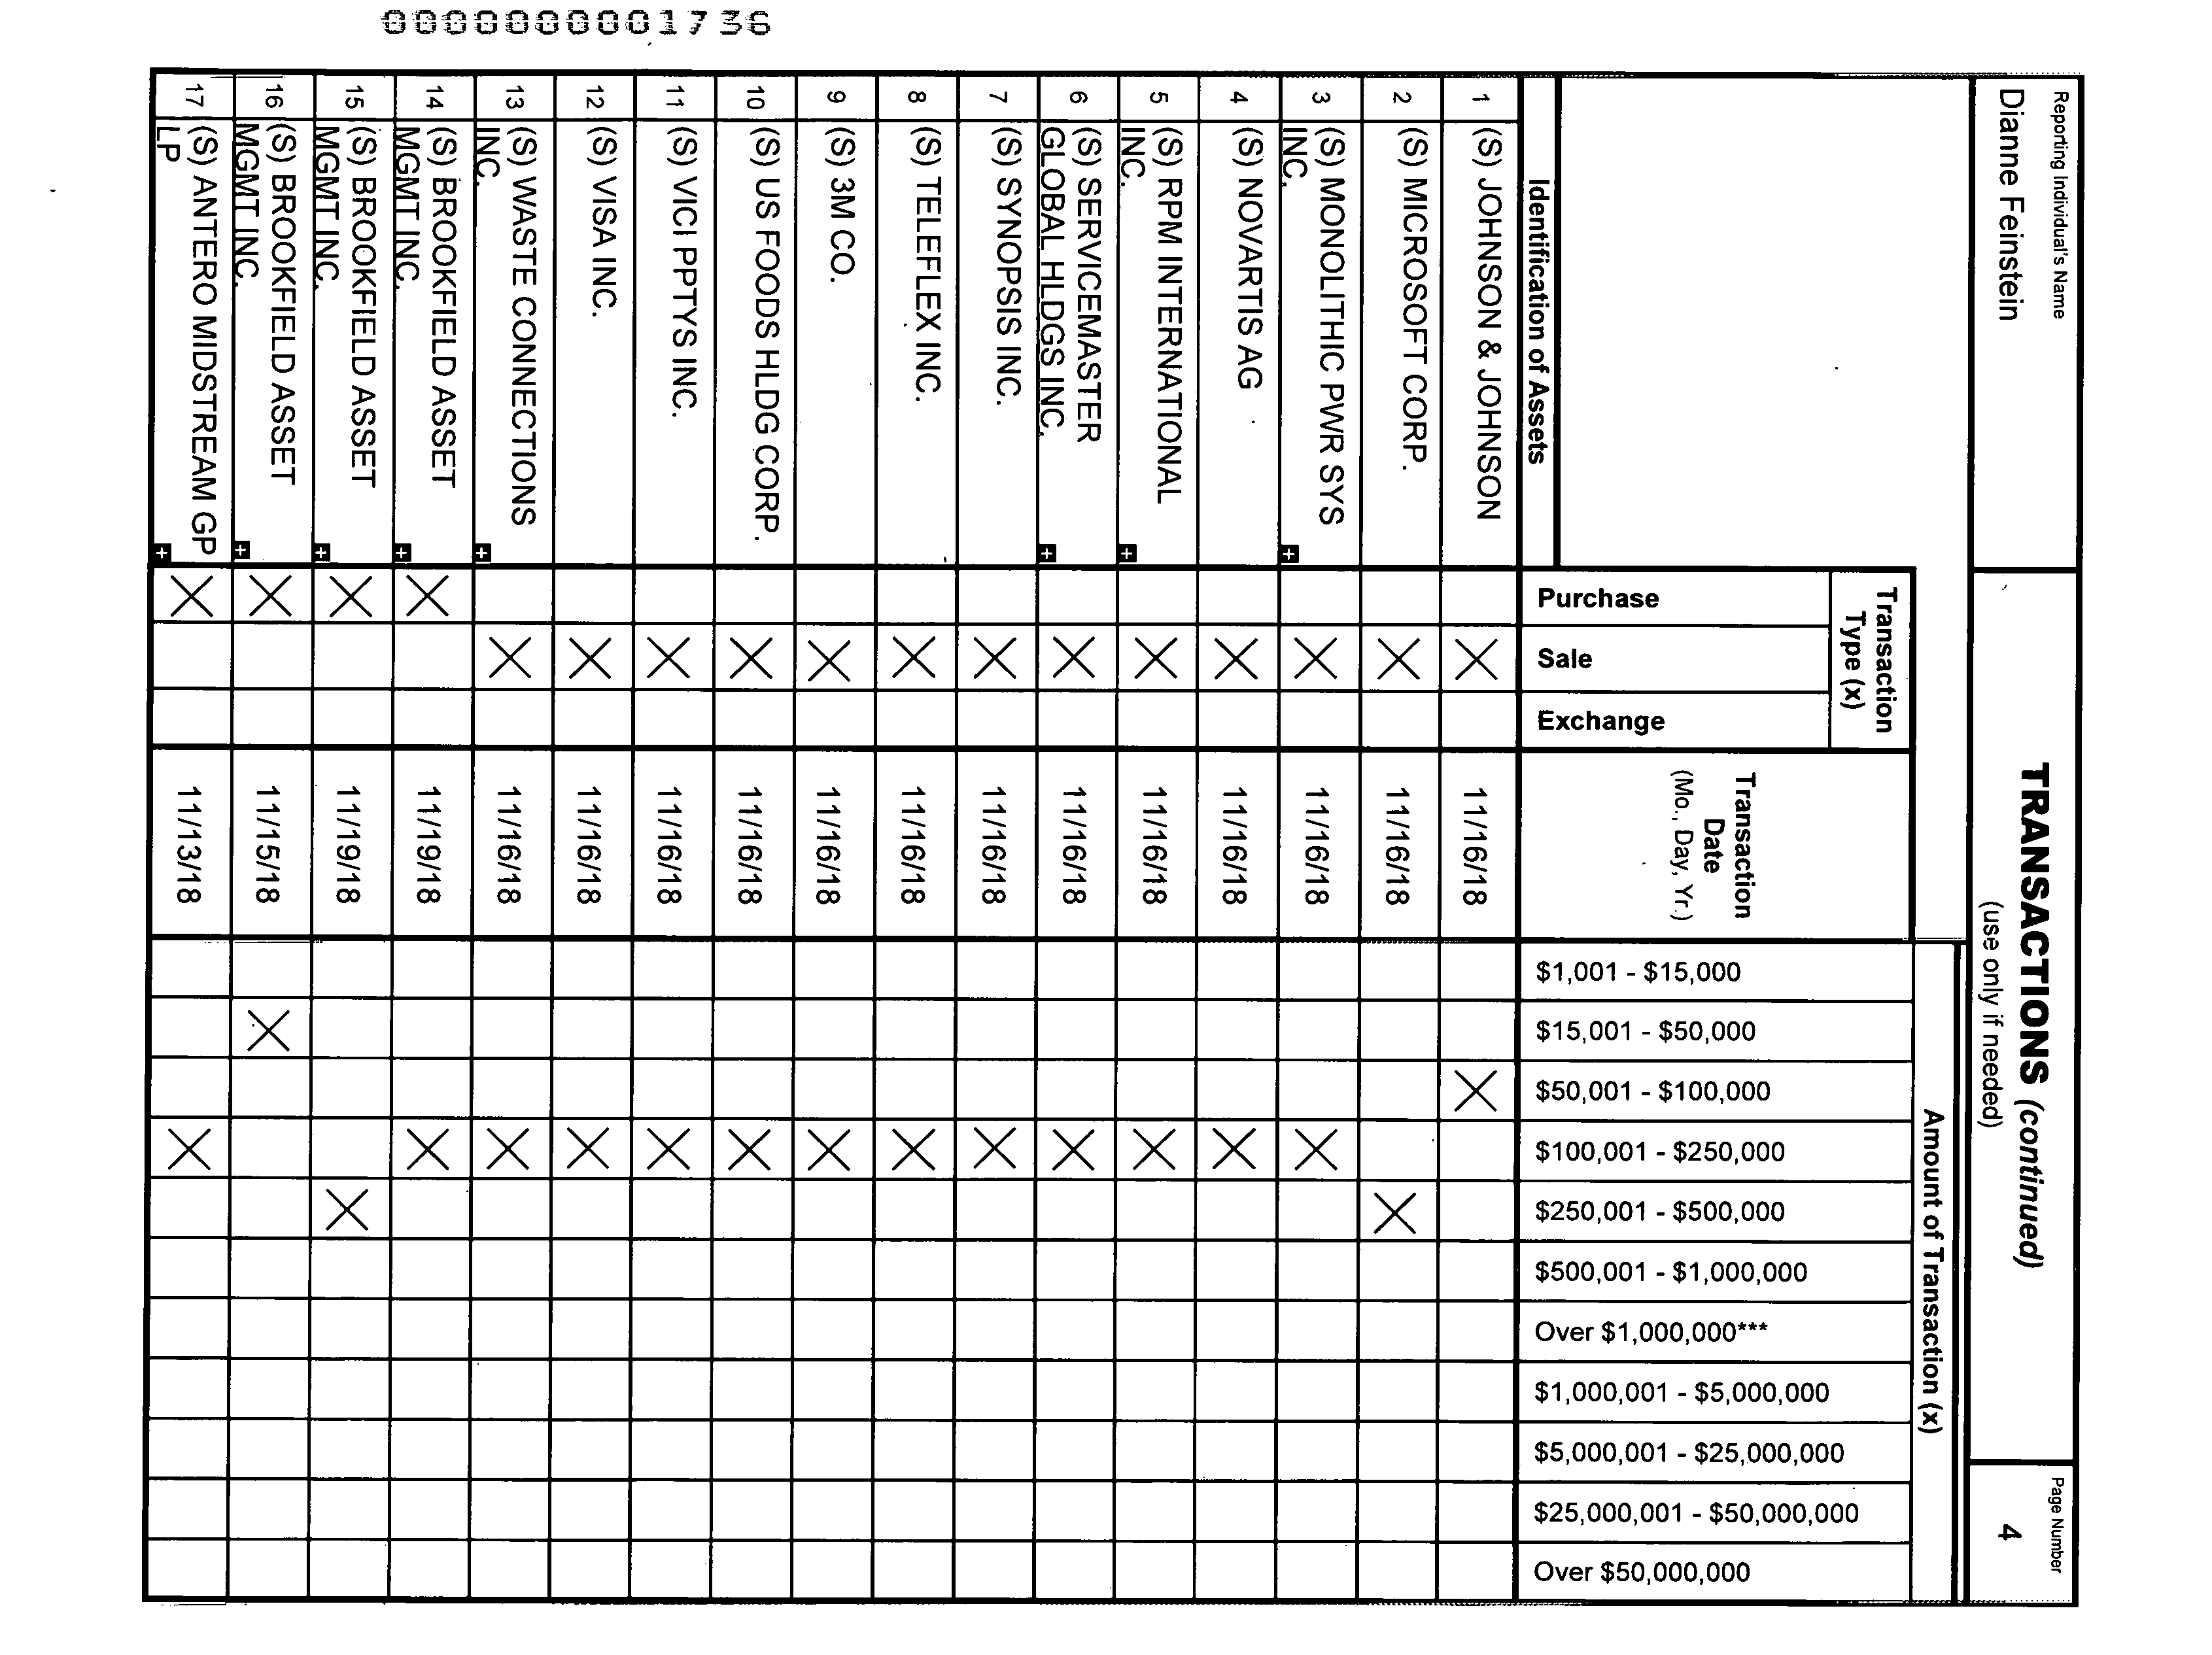 0000000001736
Reporting Individual's Name
Dianne Feinstein
TRANSACTIONS (continued)
(use only if needed)
Page Number
4
Transaction
Type (x)
Amount of Transaction (x)
Identification of Assets
Purchase
Sale
Exchange
Transaction
Date
(Mo., Day, Yr.)
$1,001 - $15,000
$15,001 - $50,000
$50,001 - $100,000
$100,001 - $250,000
$250,001 - $500,000
$500,001 - $1,000,000
Over $1,000,000***
$1,000,001 - $5,000,000
$5,000,001 - $25,000,000
$25,000,001 - $50,000,000
Over $50,000,000
1 (S) JOHNSON & JOHNSON X 11/16/18 X
2 (S) MICROSOFT CORP. X 11/16/18 X
3 (S) MONOLITHIC PWR SYS X 11/16/18 X
INC.
4 (S) NOVARTIS AG X 11/16/18 X
5 (S) RPM INTERNATIONAL X 11/16/18 X
INC.
6 (S) SERVICEMASTER X 11/16/18 X
GLOBAL HLDGS INC.
7 (S) SYNOPSIS INC. X 11/16/18 X
8 (S) TELEFLEX INC. X 11/16/18 X
9 (S) 3M CO. X 11/16/18 X
10 (S) US FOODS HLDG CORP. X 11/16/18 X
11 (S) VICI PPTYS INC. X 11/16/18 X
12 (S) VISA INC. X 11/16/18 X
13 (S) WASTE CONNECTIONS X 11/16/18 X
INC.
14 (S) BROOKFIELD ASSET X 11/19/18 X
MGMT INC.
15 (S) BROOKFIELD ASSET X 11/19/18 X
MGMT INC.
16 (S) BROOKFIELD ASSET X 11/15/18 X
MGMT INC.
17 (S) ANTERO MIDSTREAM GP X 11/13/18 X
LP